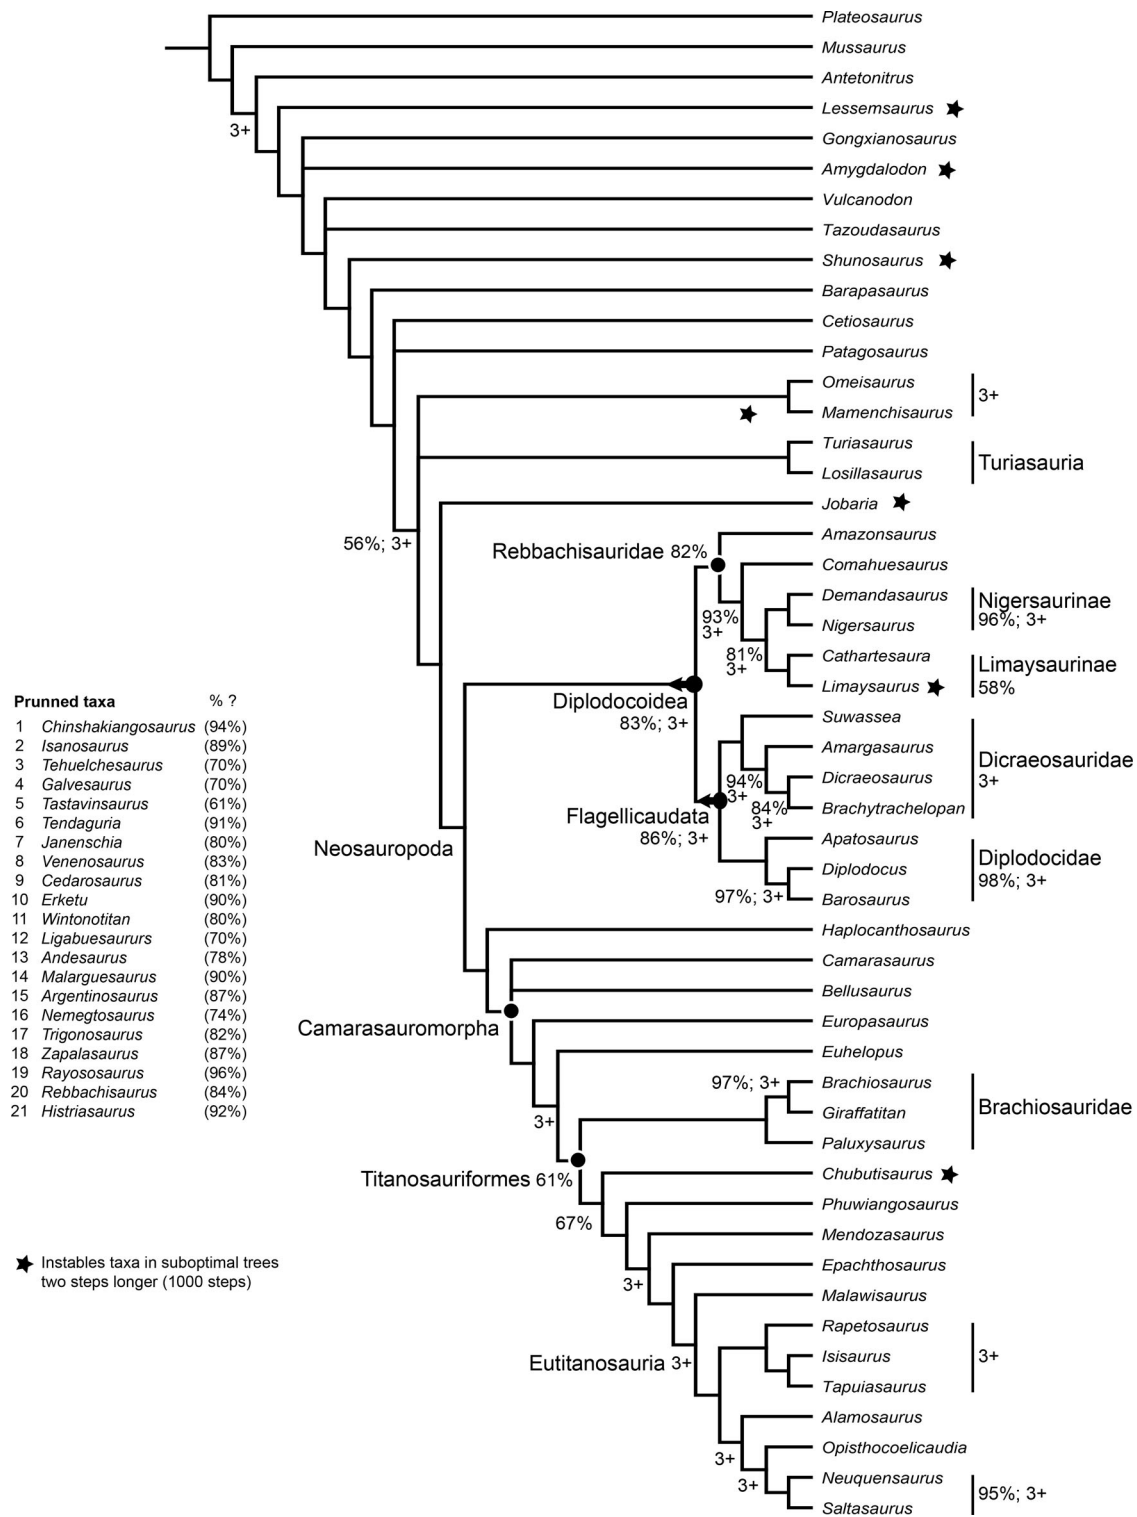 Plateosaurus
Mussaurus
Antetonitrus
Lessemsaurus
3+
Gongxianosaurus
Amygdalodon
Vulcanodon
Tazoudasaurus
Shunosaurus
Barapasaurus
Cetiosaurus
Patagosaurus
Omeisaurus
3+
Mamenchisaurus
Turiasaurus
Turiasauria
Losillasaurus
Jobaria
56%; 3+
Amazonsaurus
Rebbachisauridae 82%
Comahuesaurus
Demandasaurus
Nigersaurinae
96%; 3+
Nigersaurus
93%
3+
Cathartesaura
81%
3+
Limaysaurinae
58%
Limaysaurus
Diplodocoidea
83%; 3+
Suwassea
Amargasaurus
Dicraeosauridae
3+
Dicraeosaurus
94%
3+
Brachytrachelopan
84%
3+
Flagellicaudata
86%; 3+
Apatosaurus
Neosauropoda
Diplodocidae
98%; 3+
Diplodocus
97%; 3+
Barosaurus
Haplocanthosaurus
Camarasaurus
Bellusaurus
Camarasauromorpha
Europasaurus
Euhelopus
97%; 3+
Brachiosaurus
Brachiosauridae
Giraffatitan
3+
Paluxysaurus
Titanosauriformes 61%
Chubutisaurus
67%
Phuwiangosaurus
Mendozasaurus
3+
Epachthosaurus
Malawisaurus
Rapetosaurus
Eutitanosauria 3+
Isisaurus
3+
Tapuiasaurus
Alamosaurus
3+
Opisthocoelicaudia
3+
Neuquensaurus
95%; 3+
Saltasaurus
Prunned taxa % ?
1 Chinshakiangosaurus (94%)
2 Isanosaurus (89%)
3 Tehuelchesaurus (70%)
4 Galvesaurus (70%)
5 Tastavinsaurus (61%)
6 Tendaguria (91%)
7 Janenschia (80%)
8 Venenosaurus (83%)
9 Cedarosaurus (81%)
10 Erketu (90%)
11 Wintonotitan (80%)
12 Ligabuesaururs (70%)
13 Andesaurus (78%)
14 Malarguesaurus (90%)
15 Argentinosaurus (87%)
16 Nemegtosaurus (74%)
17 Trigonosaurus (82%)
18 Zapalasaurus (87%)
19 Rayososaurus (96%)
20 Rebbachisaurus (84%)
21 Histriasaurus (92%)
Instables taxa in suboptimal trees
two steps longer (1000 steps)